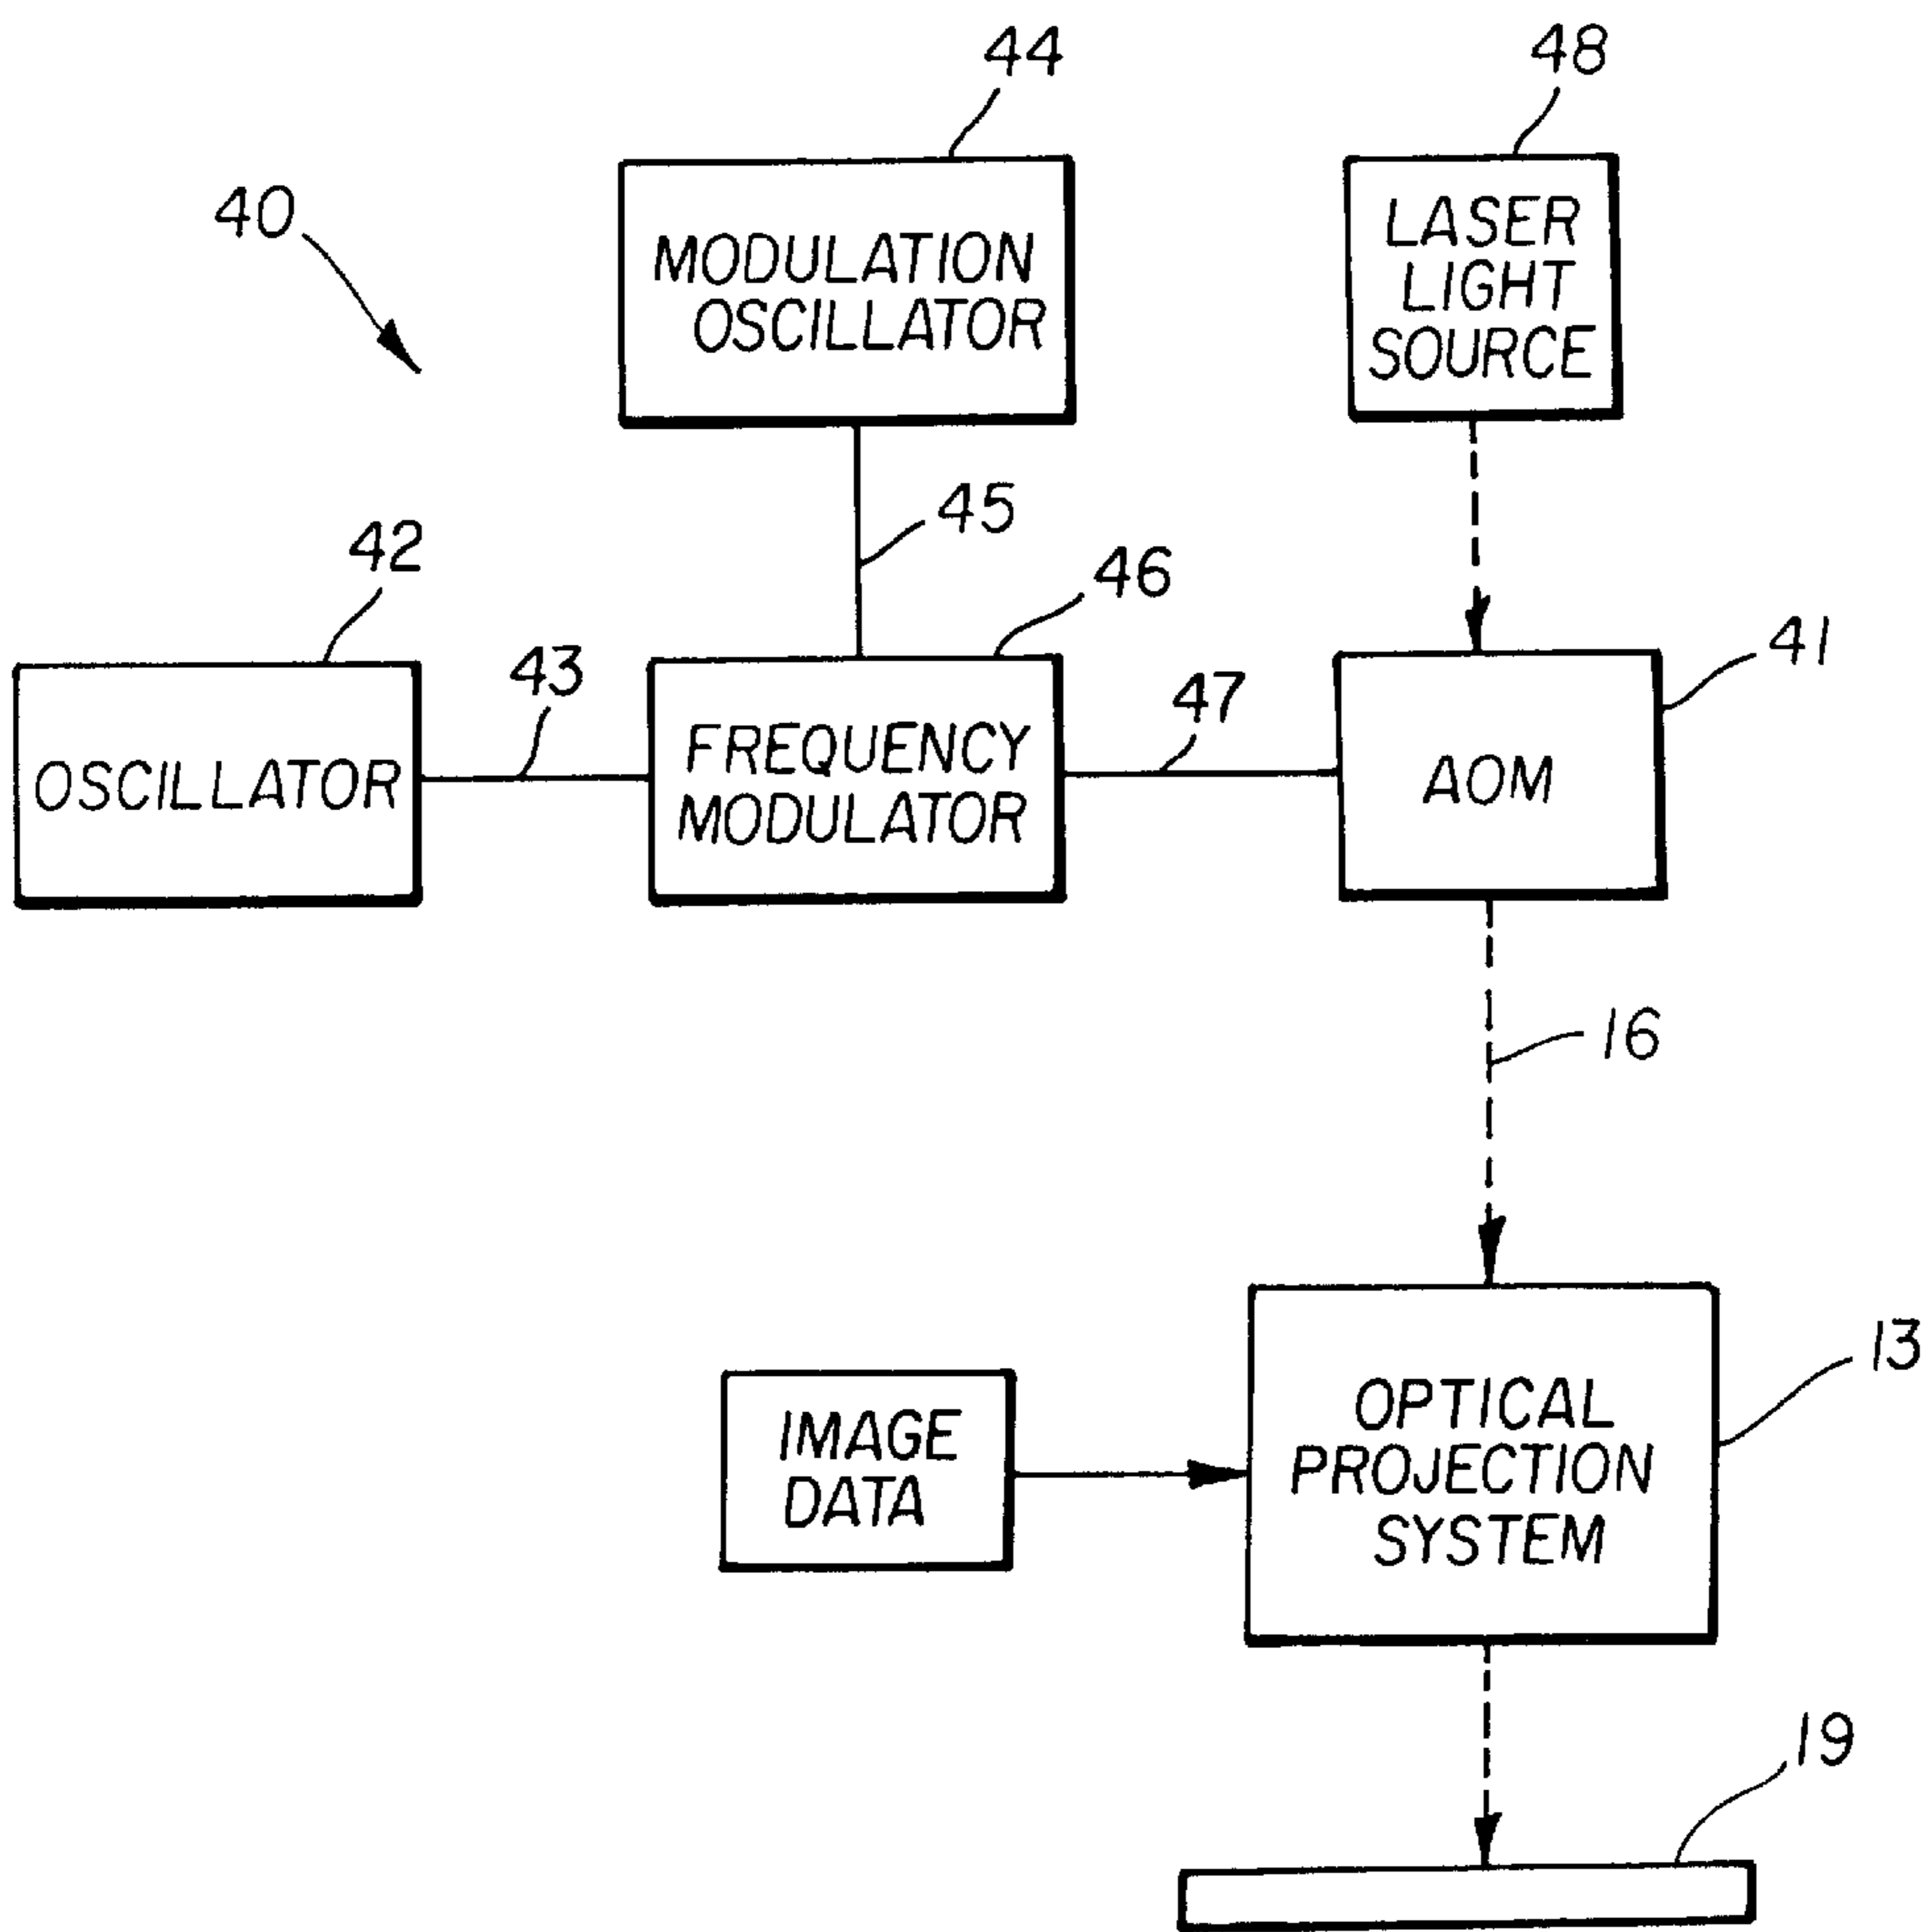 44
48
40
MODULATION
OSCILLATOR
LASER
LIGHT
SOURCE
45
42
46
43
47
41
OSCILLATOR
FREQUENCY
MODULATOR
AOM
16
13
IMAGE
DATA
OPTICAL
PROJECTION
SYSTEM
19